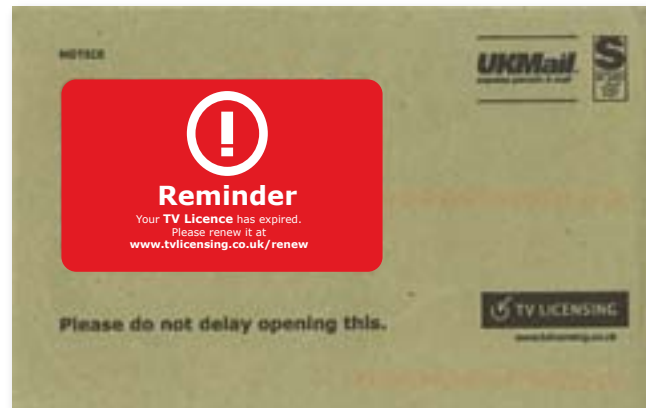 NOTICE
UKMail
S
Reminder
Your TV Licence has expired.
Please renew it at
www.tvlicensing.co.uk/renew
Please do not delay opening this.
TV LICENSING